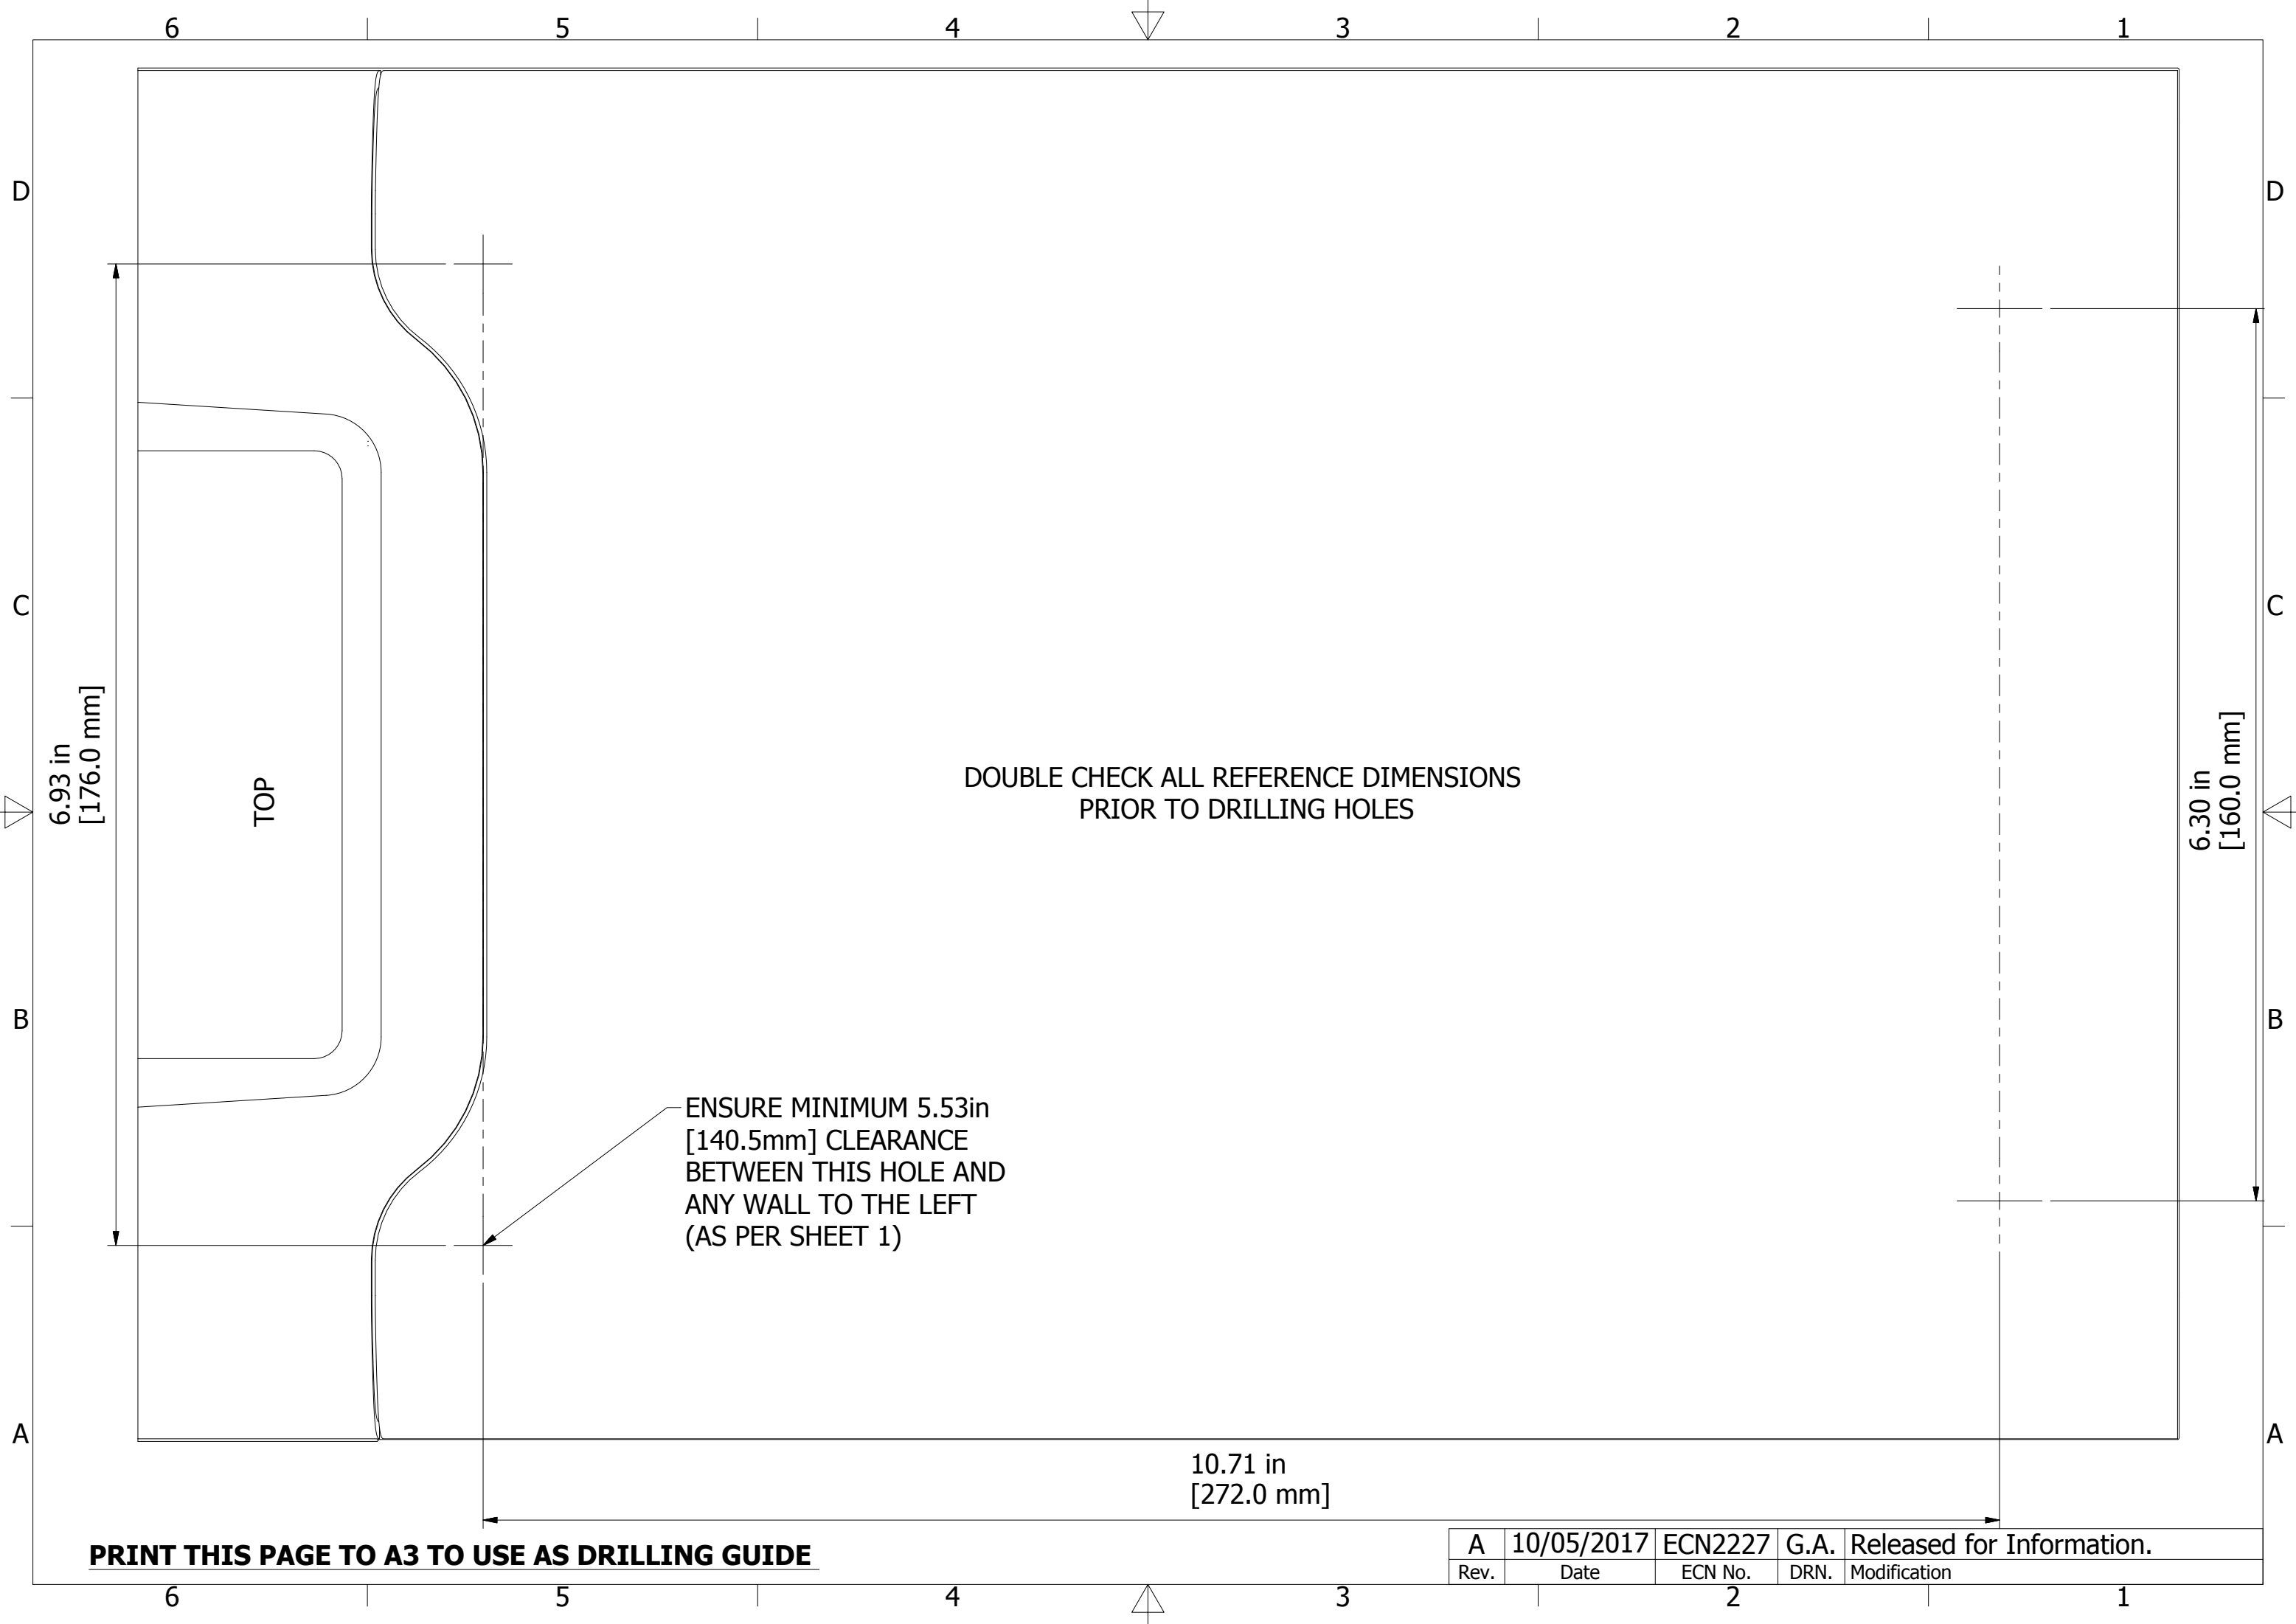 6 5 4 3 2 1
D D
C C
B B
A A
6.93 in
[176.0 mm]
TOP
DOUBLE CHECK ALL REFERENCE DIMENSIONS
PRIOR TO DRILLING HOLES
6.30 in
[160.0 mm]
ENSURE MINIMUM 5.53in
[140.5mm] CLEARANCE
BETWEEN THIS HOLE AND
ANY WALL TO THE LEFT
(AS PER SHEET 1)
10.71 in
[272.0 mm]
PRINT THIS PAGE TO A3 TO USE AS DRILLING GUIDE
A 10/05/2017 ECN2227 G.A. Released for Information.
Rev. Date ECN No. DRN. Modification
6 5 4 3 2 1